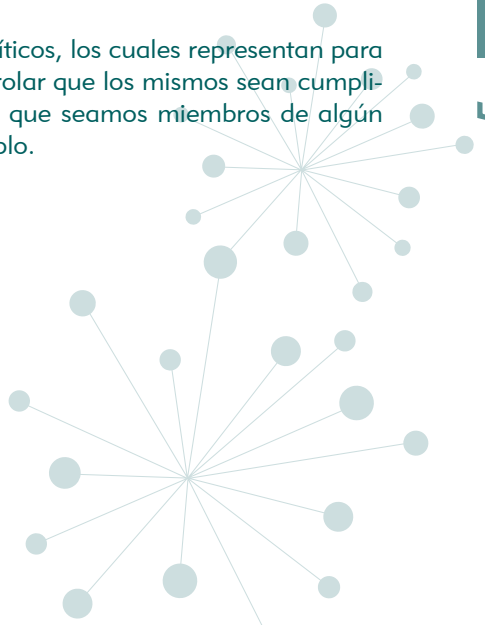 íticos, los cuales representan para
rolar que los mismos sean cumpli-
que seamos miembros de algún
plo.